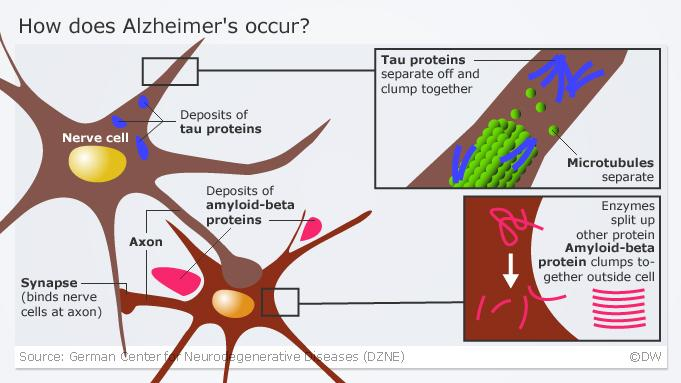 How does Alzheimer's occur?
Tau proteins
separate off and
clump together
Deposits of
tau proteins
Nerve cell
Microtubules
separate
Deposits of
amyloid-beta
proteins
Axon
Synapse
(binds nerve
cells at axon)
Enzymes
split up
other protein
Amyloid-beta
protein clumps to-
gether outside cell
Source: German Center for Neurodegenerative Diseases (DZNE)
©DW